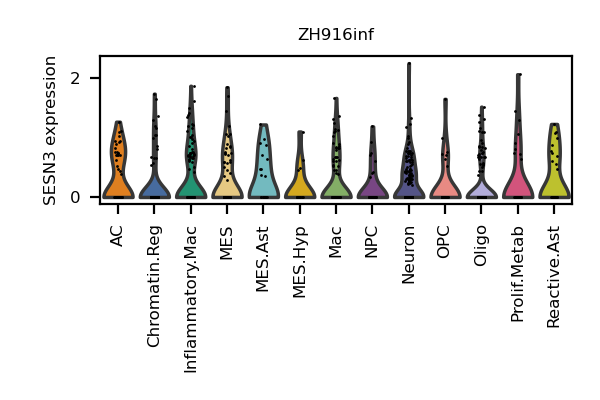 ZH916inf
SESN3 expression
2
0
AC
Chromatin.Reg
Inflammatory.Mac
MES
MES.Ast
MES.Hyp
Mac
NPC
Neuron
OPC
Oligo
Prolif.Metab
Reactive.Ast